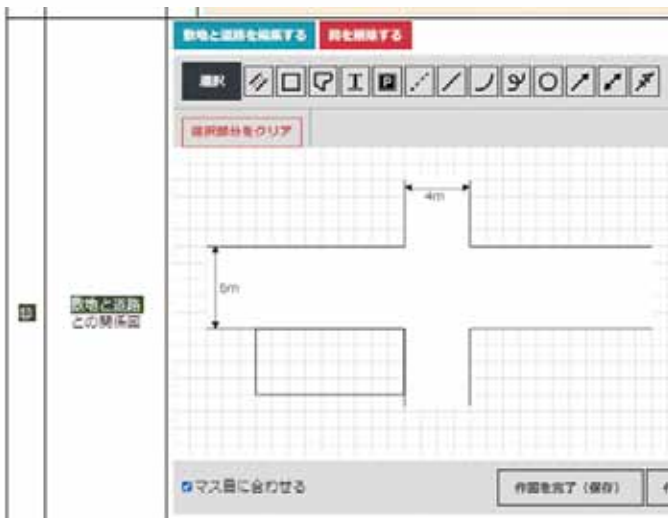 敷地と道路を編集する 図を削除する
選択
選択部分をクリア
4m
6m
⑬
敷地と道路
との関係図
マス目に合わせる
作図を完了（保存）